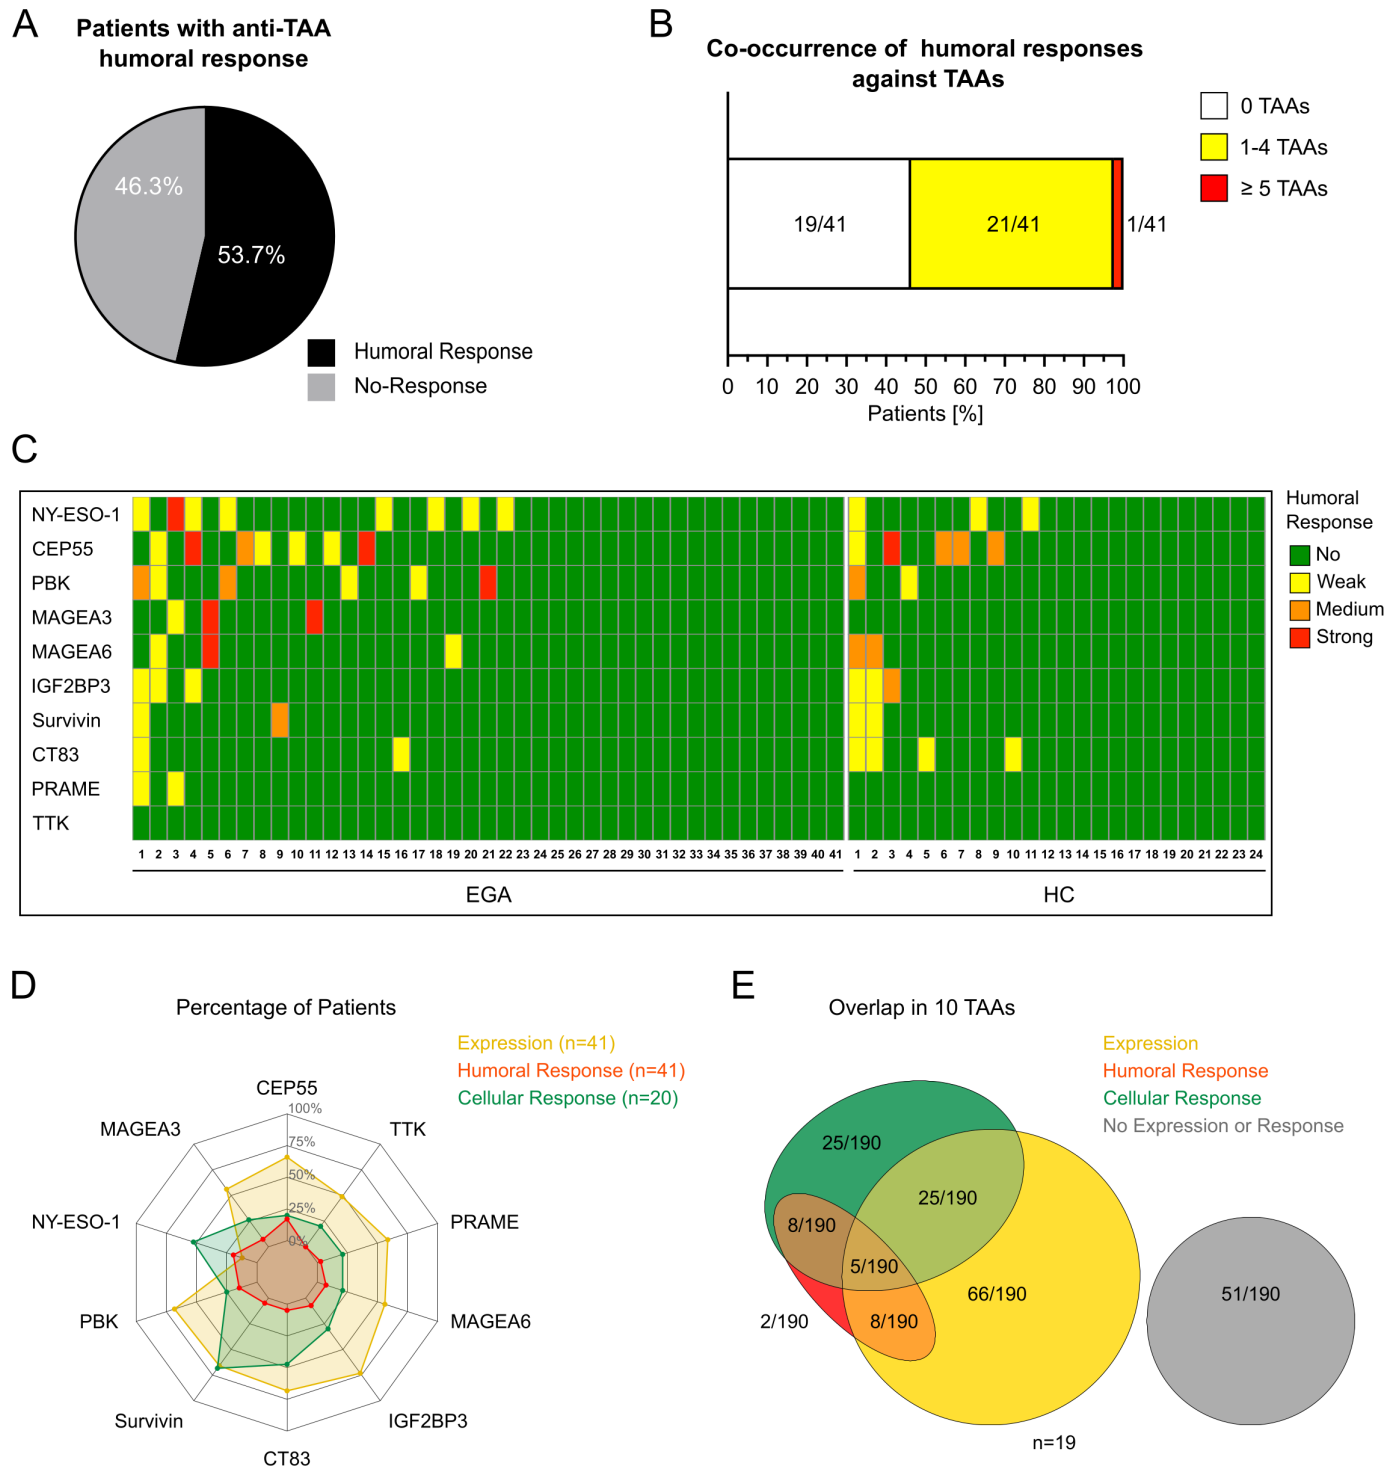 A
Patients with anti-TAA
humoral response
46.3%
53.7%
Humoral Response
No-Response
B
Co-occurrence of humoral responses
against TAAs
0 TAAs
1-4 TAAs
≥ 5 TAAs
19/41
21/41
1/41
0 10 20 30 40 50 60 70 80 90 100
Patients [%]
C
NY-ESO-1
CEP55
PBK
MAGEA3
MAGEA6
IGF2BP3
Survivin
CT83
PRAME
TTK
1 2 3 4 5 6 7 8 9 10 11 12 13 14 16 17 18 19 20 21 22 23 24 25 26 27 28 29 30 31 32 33 34 35 36 37 38 39 40 41
1 2 3 4 5 6 7 8 9 10 11 12 13 14 15 16 17 18 19 20 21 22 23 24
EGA
HC
Humoral
Response
No
Weak
Medium
Strong
D
Percentage of Patients
Expression (n=41)
Humoral Response (n=41)
Cellular Response (n=20)
CEP55
100%
75%
50%
25%
0%
TTK
PRAME
MAGEA6
IGF2BP3
CT83
Survivin
PBK
NY-ESO-1
MAGEA3
E
Overlap in 10 TAAs
Expression
Humoral Response
Cellular Response
No Expression or Response
25/190
25/190
8/190
5/190
66/190
2/190
8/190
51/190
n=19